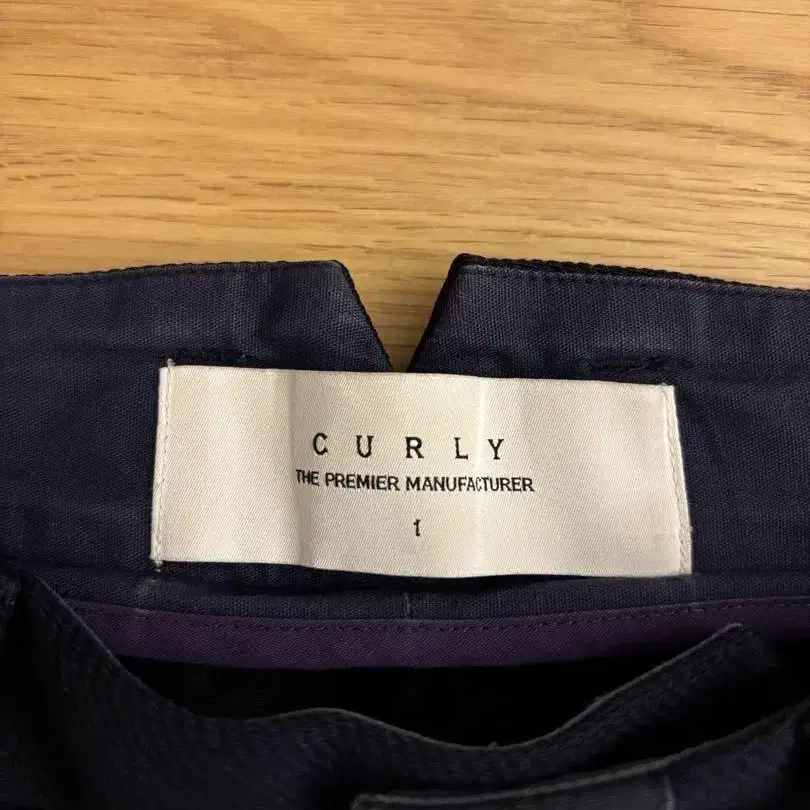 CURLY
THE PREMIER MANUFACTURER
1